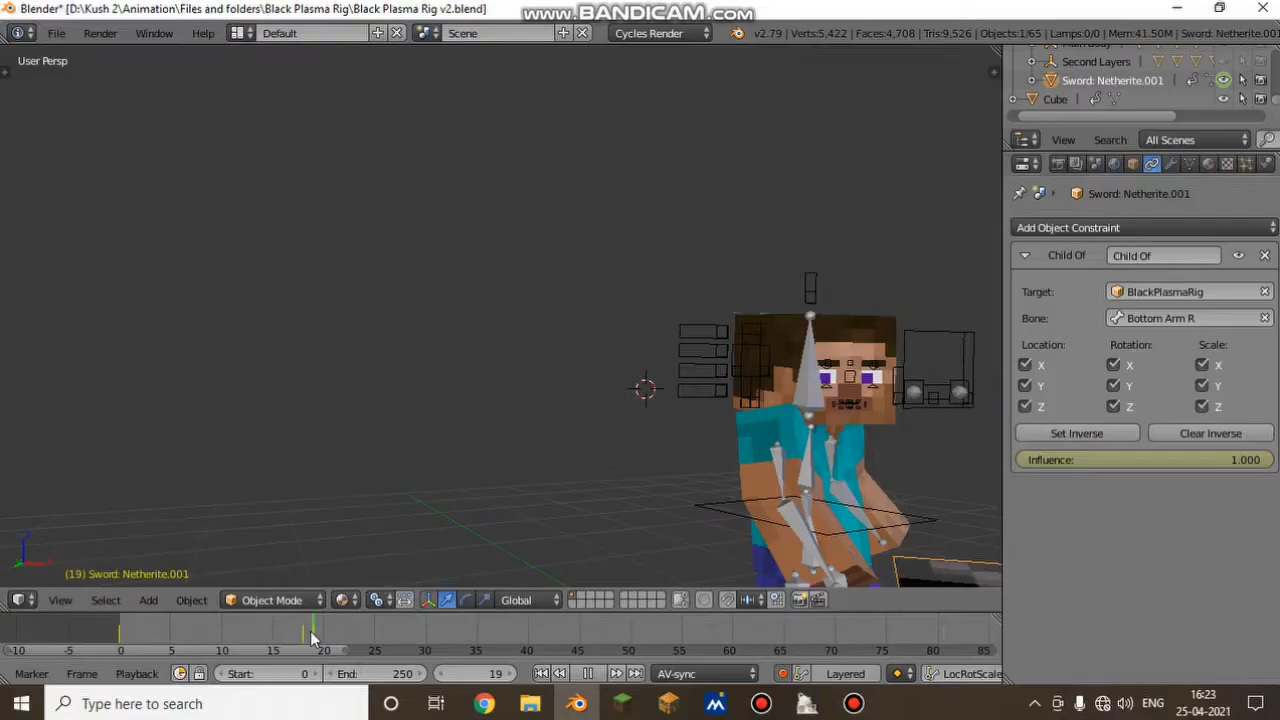 Blender* [D:\Kush 2\Animation\Files and folders\Black Plasma Rig\Black Plasma Rig v2.blend]
www.BANDICAM.com
File Render Window Help Default Scene Cycles Render v2.79 | Verts:5,422 | Faces:4,708 | Tris:9,526 | Objects:1/65 | Lamps:0/0 | Mem:41.50M | Sword: Netherite.001
User Persp
Second Layers
Sword: Netherite.001
Cube
View Search All Scenes
Sword: Netherite.001
Add Object Constraint
Child Of Child Of
Target: BlackPlasmaRig
Bone: Bottom Arm R
Location: Rotation: Scale:
X X X
Y Y Y
Z Z Z
Set Inverse Clear Inverse
Influence: 1.000
(19) Sword: Netherite.001
View Select Add Object Object Mode Global
-10 -5 0 5 10 15 20 25 30 35 40 45 50 55 60 65 70 75 80 85
Marker Frame Playback Start: 0 End: 250 19 AV-sync Layered LocRotScale
Type here to search
ENG
16:23
25-04-2021